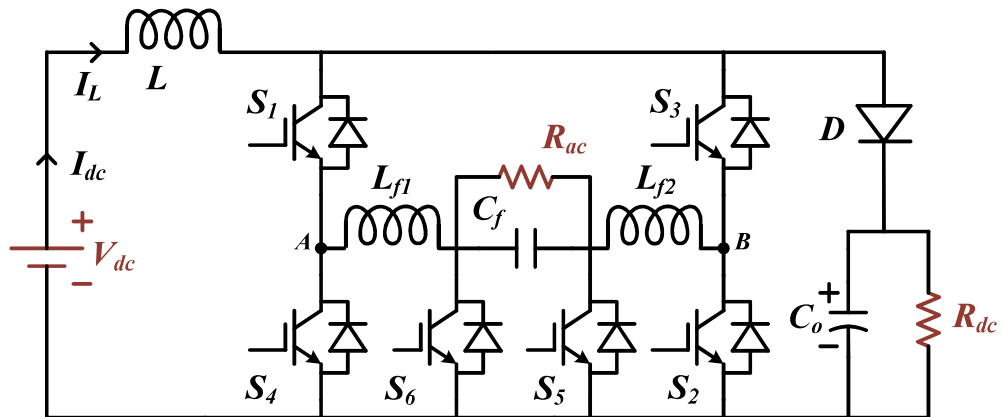 I_L
L
S_1
S_3
R_ac
D
I_dc
L_f1
C_f
L_f2
A
B
+
V_dc
−
+
C_o
−
R_dc
S_4
S_6
S_5
S_2